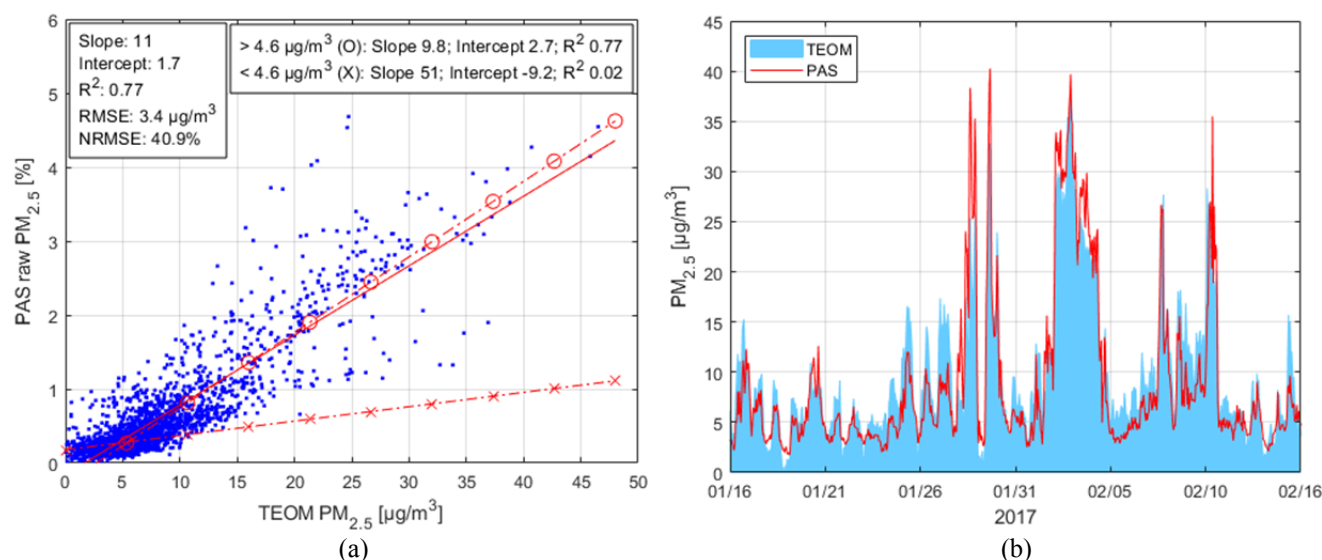 Slope: 11
Intercept: 1.7
R²: 0.77
RMSE: 3.4 µg/m³
NRMSE: 40.9%
> 4.6 µg/m³ (O): Slope 9.8; Intercept 2.7; R² 0.77
< 4.6 µg/m³ (X): Slope 51; Intercept -9.2; R² 0.02
PAS raw PM₂.₅ [%]
6
5
4
3
2
1
0
0 5 10 15 20 25 30 35 40 45 50
TEOM PM₂.₅ [µg/m³]
(a)
TEOM
PAS
PM₂.₅ [µg/m³]
45
40
35
30
25
20
15
10
5
0
01/16 01/21 01/26 01/31 02/05 02/10 02/16
2017
(b)